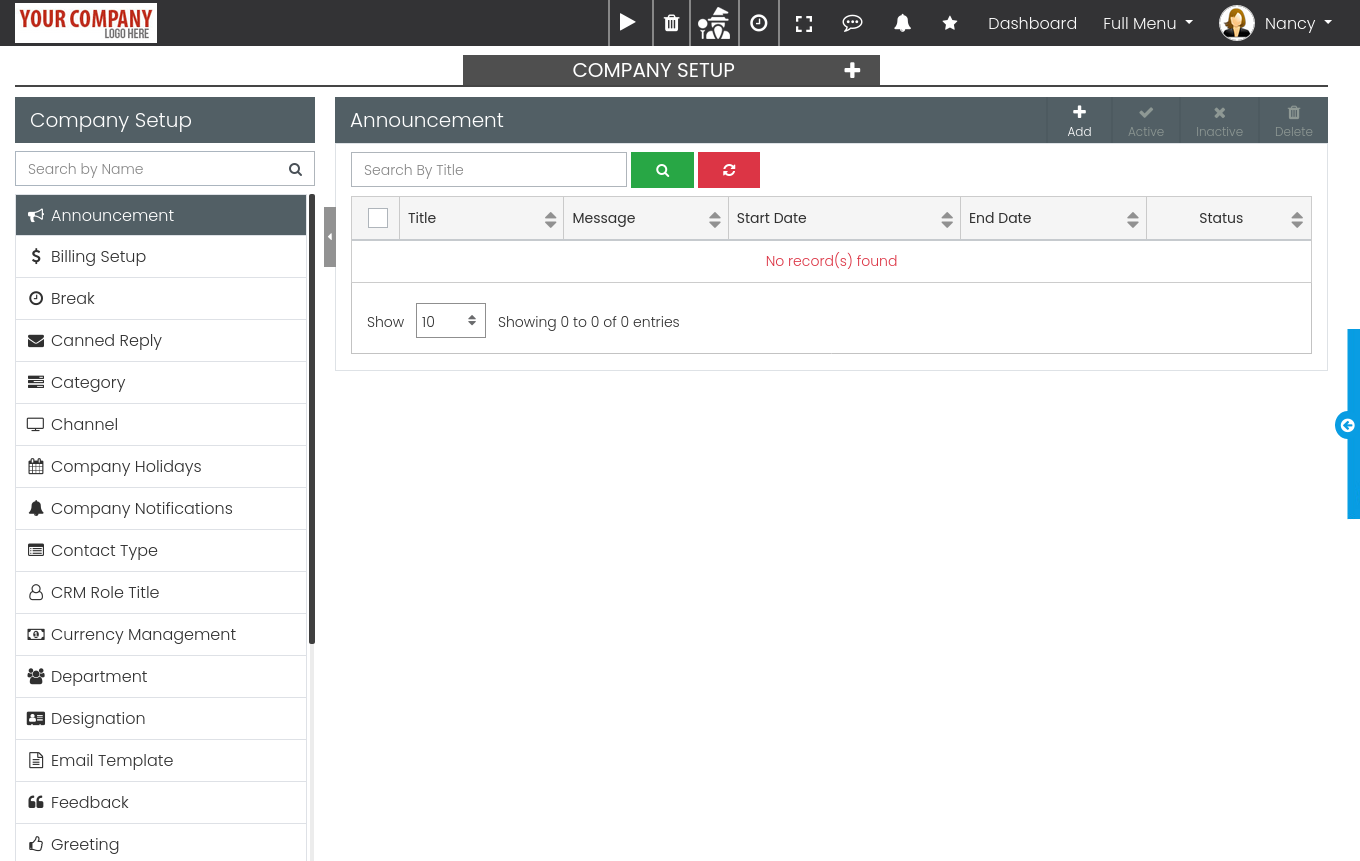 YOUR COMPANY
LOGO HERE
Dashboard Full Menu Nancy
COMPANY SETUP
Company Setup
Search by Name
Announcement
Billing Setup
Break
Canned Reply
Category
Channel
Company Holidays
Company Notifications
Contact Type
CRM Role Title
Currency Management
Department
Designation
Email Template
Feedback
Greeting
Announcement
Add Active Inactive Delete
Search By Title
Title Message Start Date End Date Status
No record(s) found
Show 10 Showing 0 to 0 of 0 entries